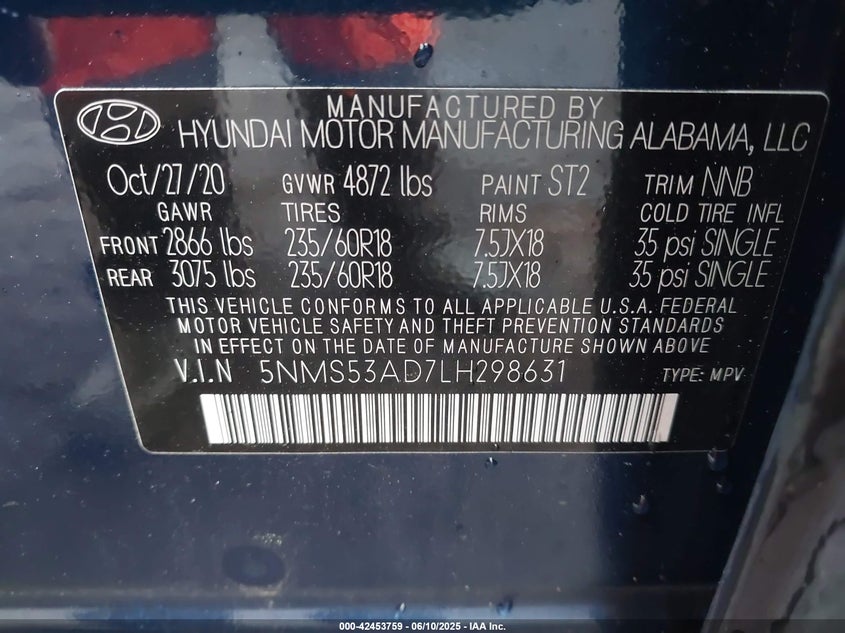 MANUFACTURED BY
HYUNDAI MOTOR MANUFACTURING ALABAMA, LLC
Oct/27/20 GVWR 4872 lbs PAINT ST2 TRIM NNB
GAWR TIRES RIMS COLD TIRE INFL
FRONT 2866 lbs 235/60R18 7.5JX18 35 psi SINGLE
REAR 3075 lbs 235/60R18 7.5JX18 35 psi SINGLE
THIS VEHICLE CONFORMS TO ALL APPLICABLE U.S.A. FEDERAL
MOTOR VEHICLE SAFETY AND THEFT PREVENTION STANDARDS
IN EFFECT ON THE DATE OF MANUFACTURE SHOWN ABOVE
V.I.N 5NMS53AD7LH298631 TYPE: MPV
000-42453759 - 06/10/2025 - IAA Inc.